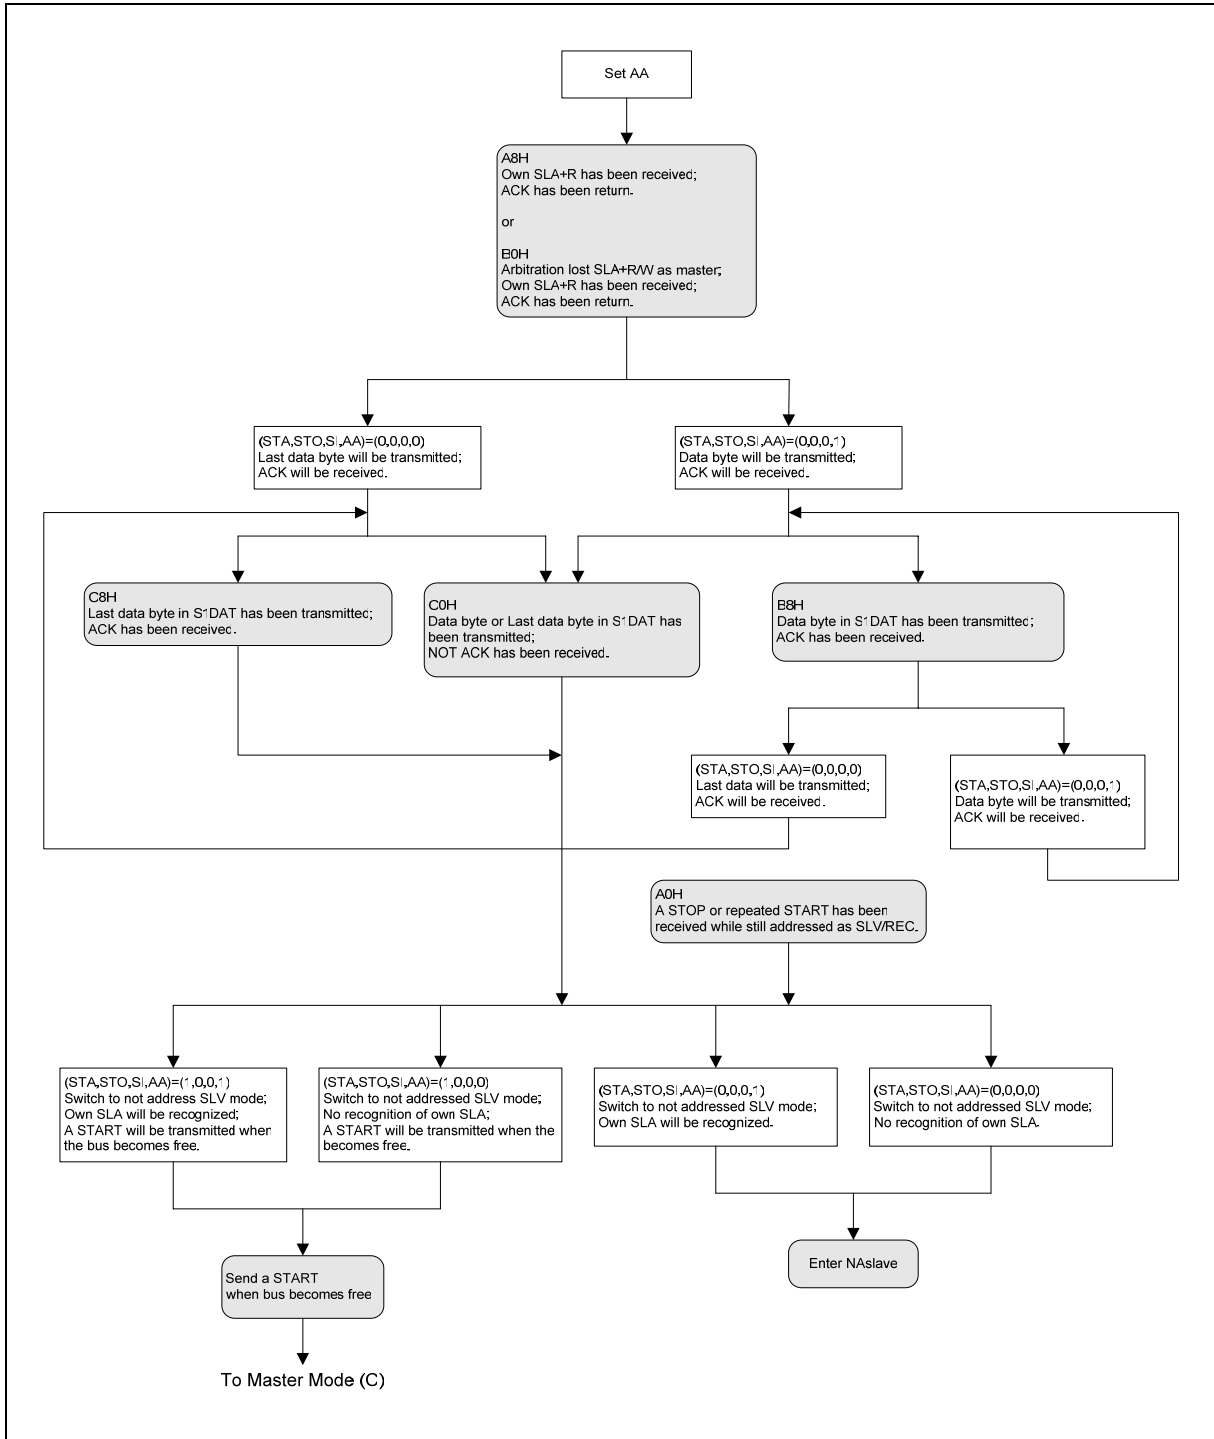 Set AA
A8H
Own SLA+R has been received;
ACK has been return.
or
B0H
Arbitration lost SLA+R/W as master;
Own SLA+R has been received;
ACK has been return.
(STA,STO,SI,AA)=(0,0,0,0)
Last data byte will be transmitted;
ACK will be received.
(STA,STO,SI,AA)=(0,0,0,1)
Data byte will be transmitted;
ACK will be received.
C8H
Last data byte in S1DAT has been transmitted;
ACK has been received.
C0H
Data byte or Last data byte in S1DAT has
been transmitted;
NOT ACK has been received.
B8H
Data byte in S1DAT has been transmitted;
ACK has been received.
(STA,STO,SI,AA)=(0,0,0,0)
Last data will be transmitted;
ACK will be received.
(STA,STO,SI,AA)=(0,0,0,1)
Data byte will be transmitted;
ACK will be received.
A0H
A STOP or repeated START has been
received while still addressed as SLV/REC.
(STA,STO,SI,AA)=(1,0,0,1)
Switch to not address SLV mode;
Own SLA will be recognized;
A START will be transmitted when
the bus becomes free.
(STA,STO,SI,AA)=(1,0,0,0)
Switch to not addressed SLV mode;
No recognition of own SLA;
A START will be transmitted when the
becomes free.
(STA,STO,SI,AA)=(0,0,0,1)
Switch to not addressed SLV mode;
Own SLA will be recognized.
(STA,STO,SI,AA)=(0,0,0,0)
Switch to not addressed SLV mode;
No recognition of own SLA.
Send a START
when bus becomes free
Enter NAslave
To Master Mode (C)